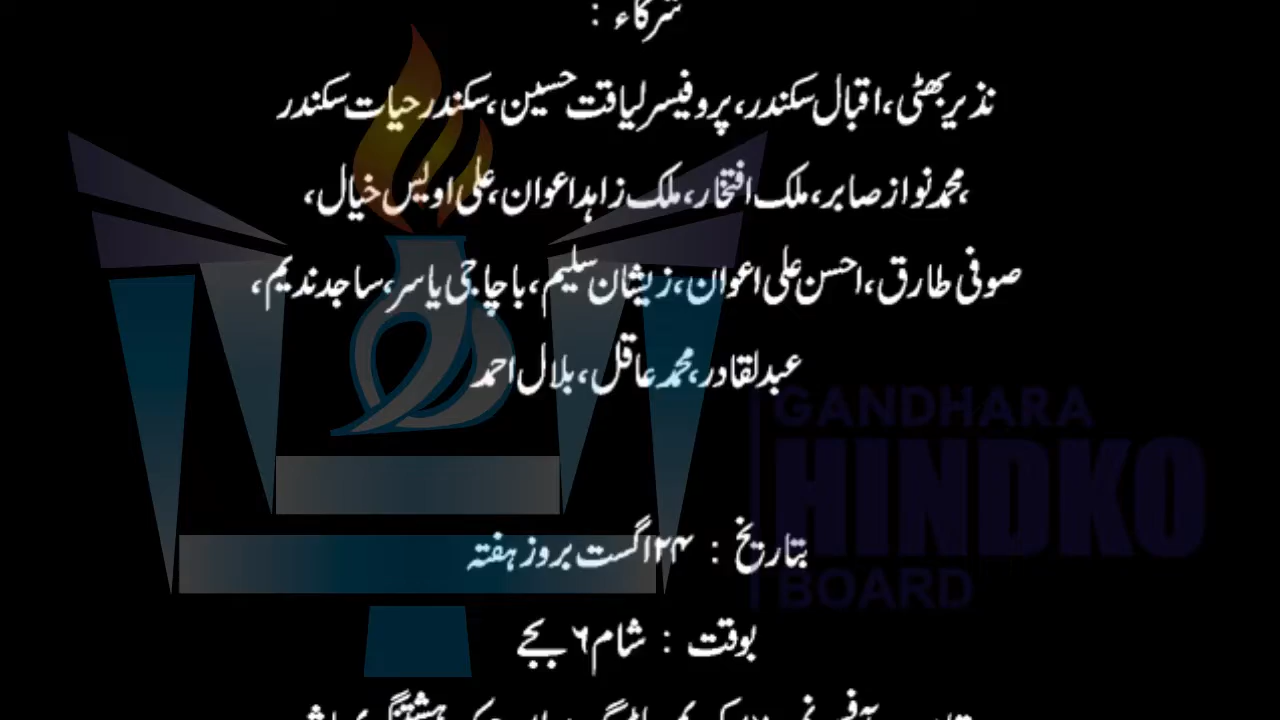 شرکاء :
نذیر بھٹی، اقبال سکندر، پروفیسر لیاقت حسین، سکندر حیات سکندر
،محمد نواز صابر، ملک افتخار، ملک زاہد اعوان، علی اویس خیال،
صوفی طارق، احسن علی اعوان، زیشان سلیم، باچا جی یاسر، ساجد ندیم،
عبدلقادر، محمد عاقل، بلال احمد
GANDHARA
HINDKO
BOARD
بتاریخ : ۲۴ اگست بروز ہفتہ
بوقت : شام ۶ بجے